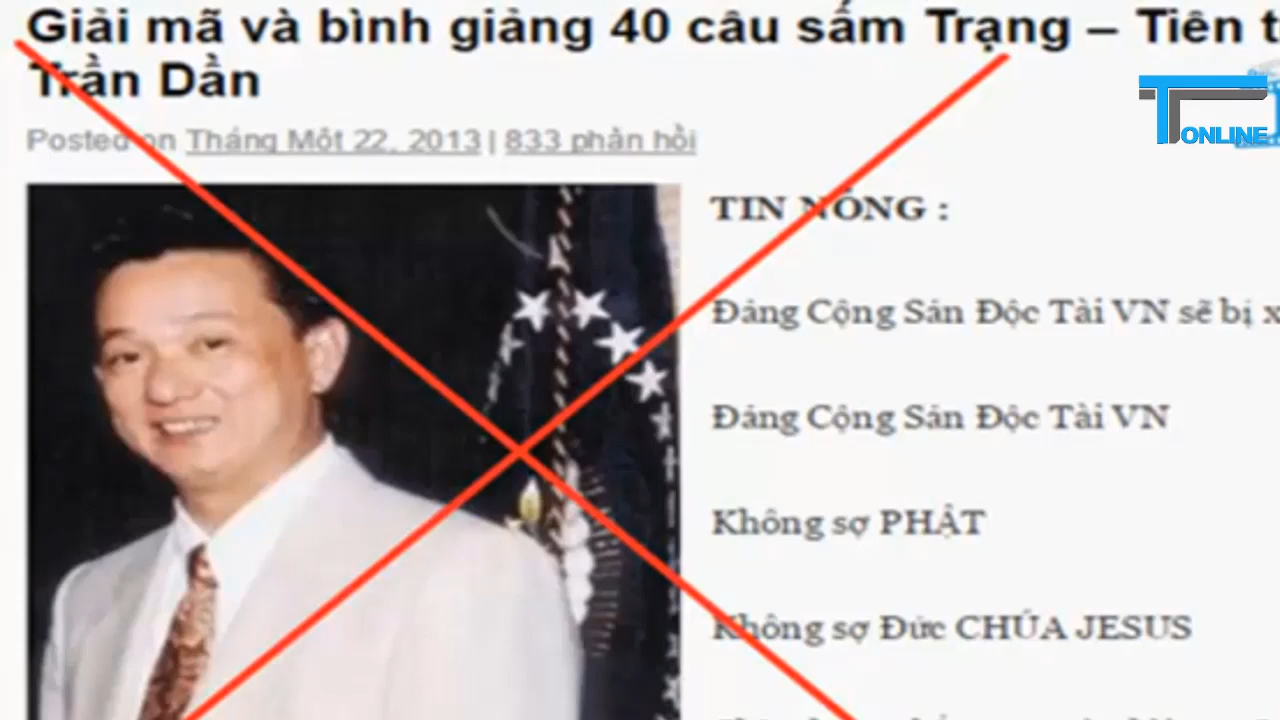 Giải mã và bình giảng 40 câu sấm Trạng – Tiên
Trần Dần
Posted on Tháng Một 22, 2013 | 833 phản hồi
TT ONLINE
TIN NÓNG :
Đảng Cộng Sản Độc Tài VN sẽ bị
Đảng Cộng Sản Độc Tài VN
Không sợ PHẬT
Không sợ Đức CHÚA JESUS